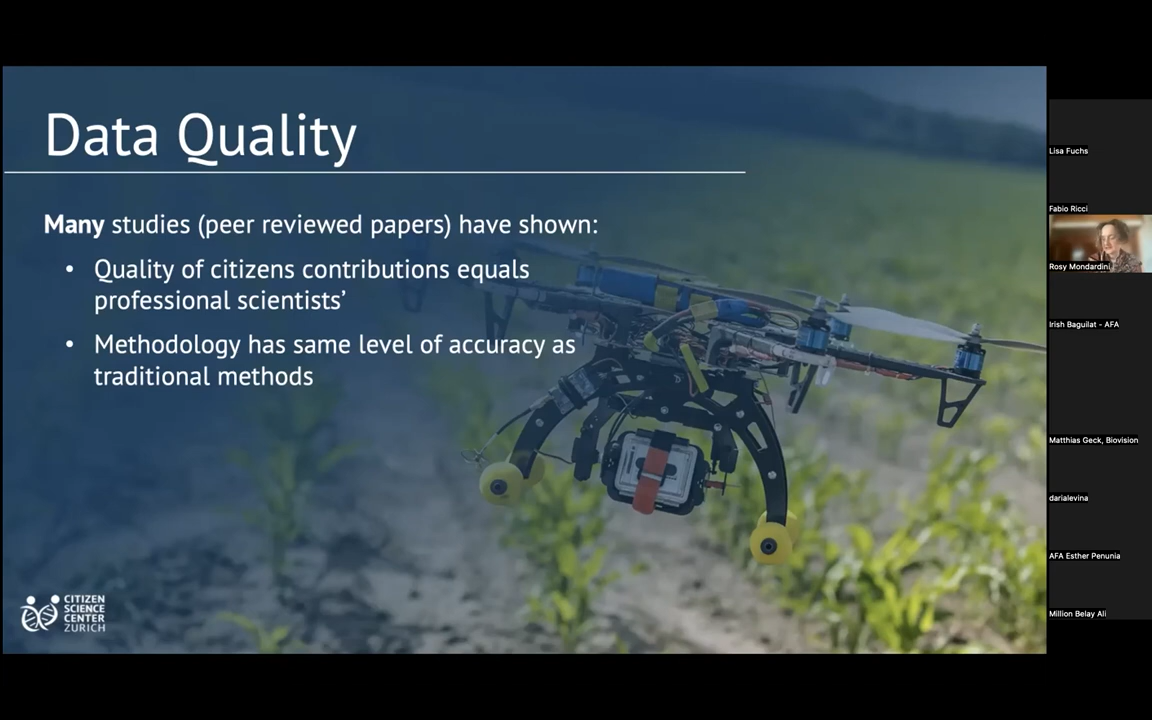 Data Quality
Many studies (peer reviewed papers) have shown:
• Quality of citizens contributions equals
professional scientists’
• Methodology has same level of accuracy as
traditional methods
CITIZEN
SCIENCE
CENTER
ZURICH
Lisa Fuchs
Fabio Ricci
Rosy Mondardini
Irish Baguilat - AFA
Matthias Geck, Biovision
darialevina
AFA Esther Penunia
Million Belay Ali